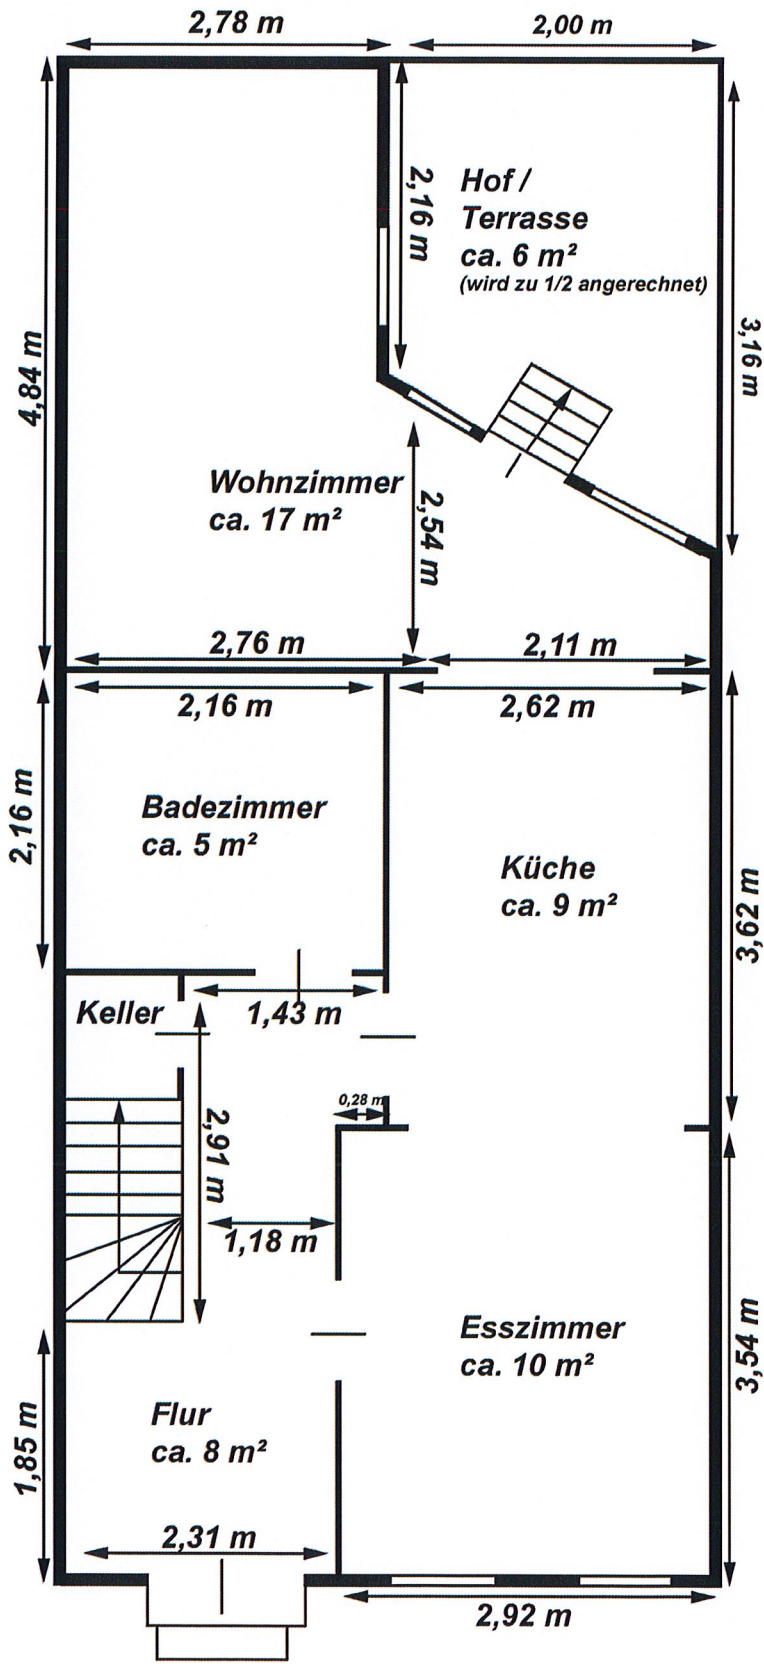 2,78 m
2,00 m
Hof /
Terrasse
ca. 6 m²
(wird zu 1/2 angerechnet)
2,16 m
3,16 m
4,84 m
Wohnzimmer
ca. 17 m²
2,54 m
2,76 m
2,11 m
2,16 m
2,62 m
Badezimmer
ca. 5 m²
2,16 m
Küche
ca. 9 m²
3,62 m
Keller
1,43 m
0,28 m
2,91 m
1,18 m
Esszimmer
ca. 10 m²
3,54 m
Flur
ca. 8 m²
1,85 m
2,31 m
2,92 m